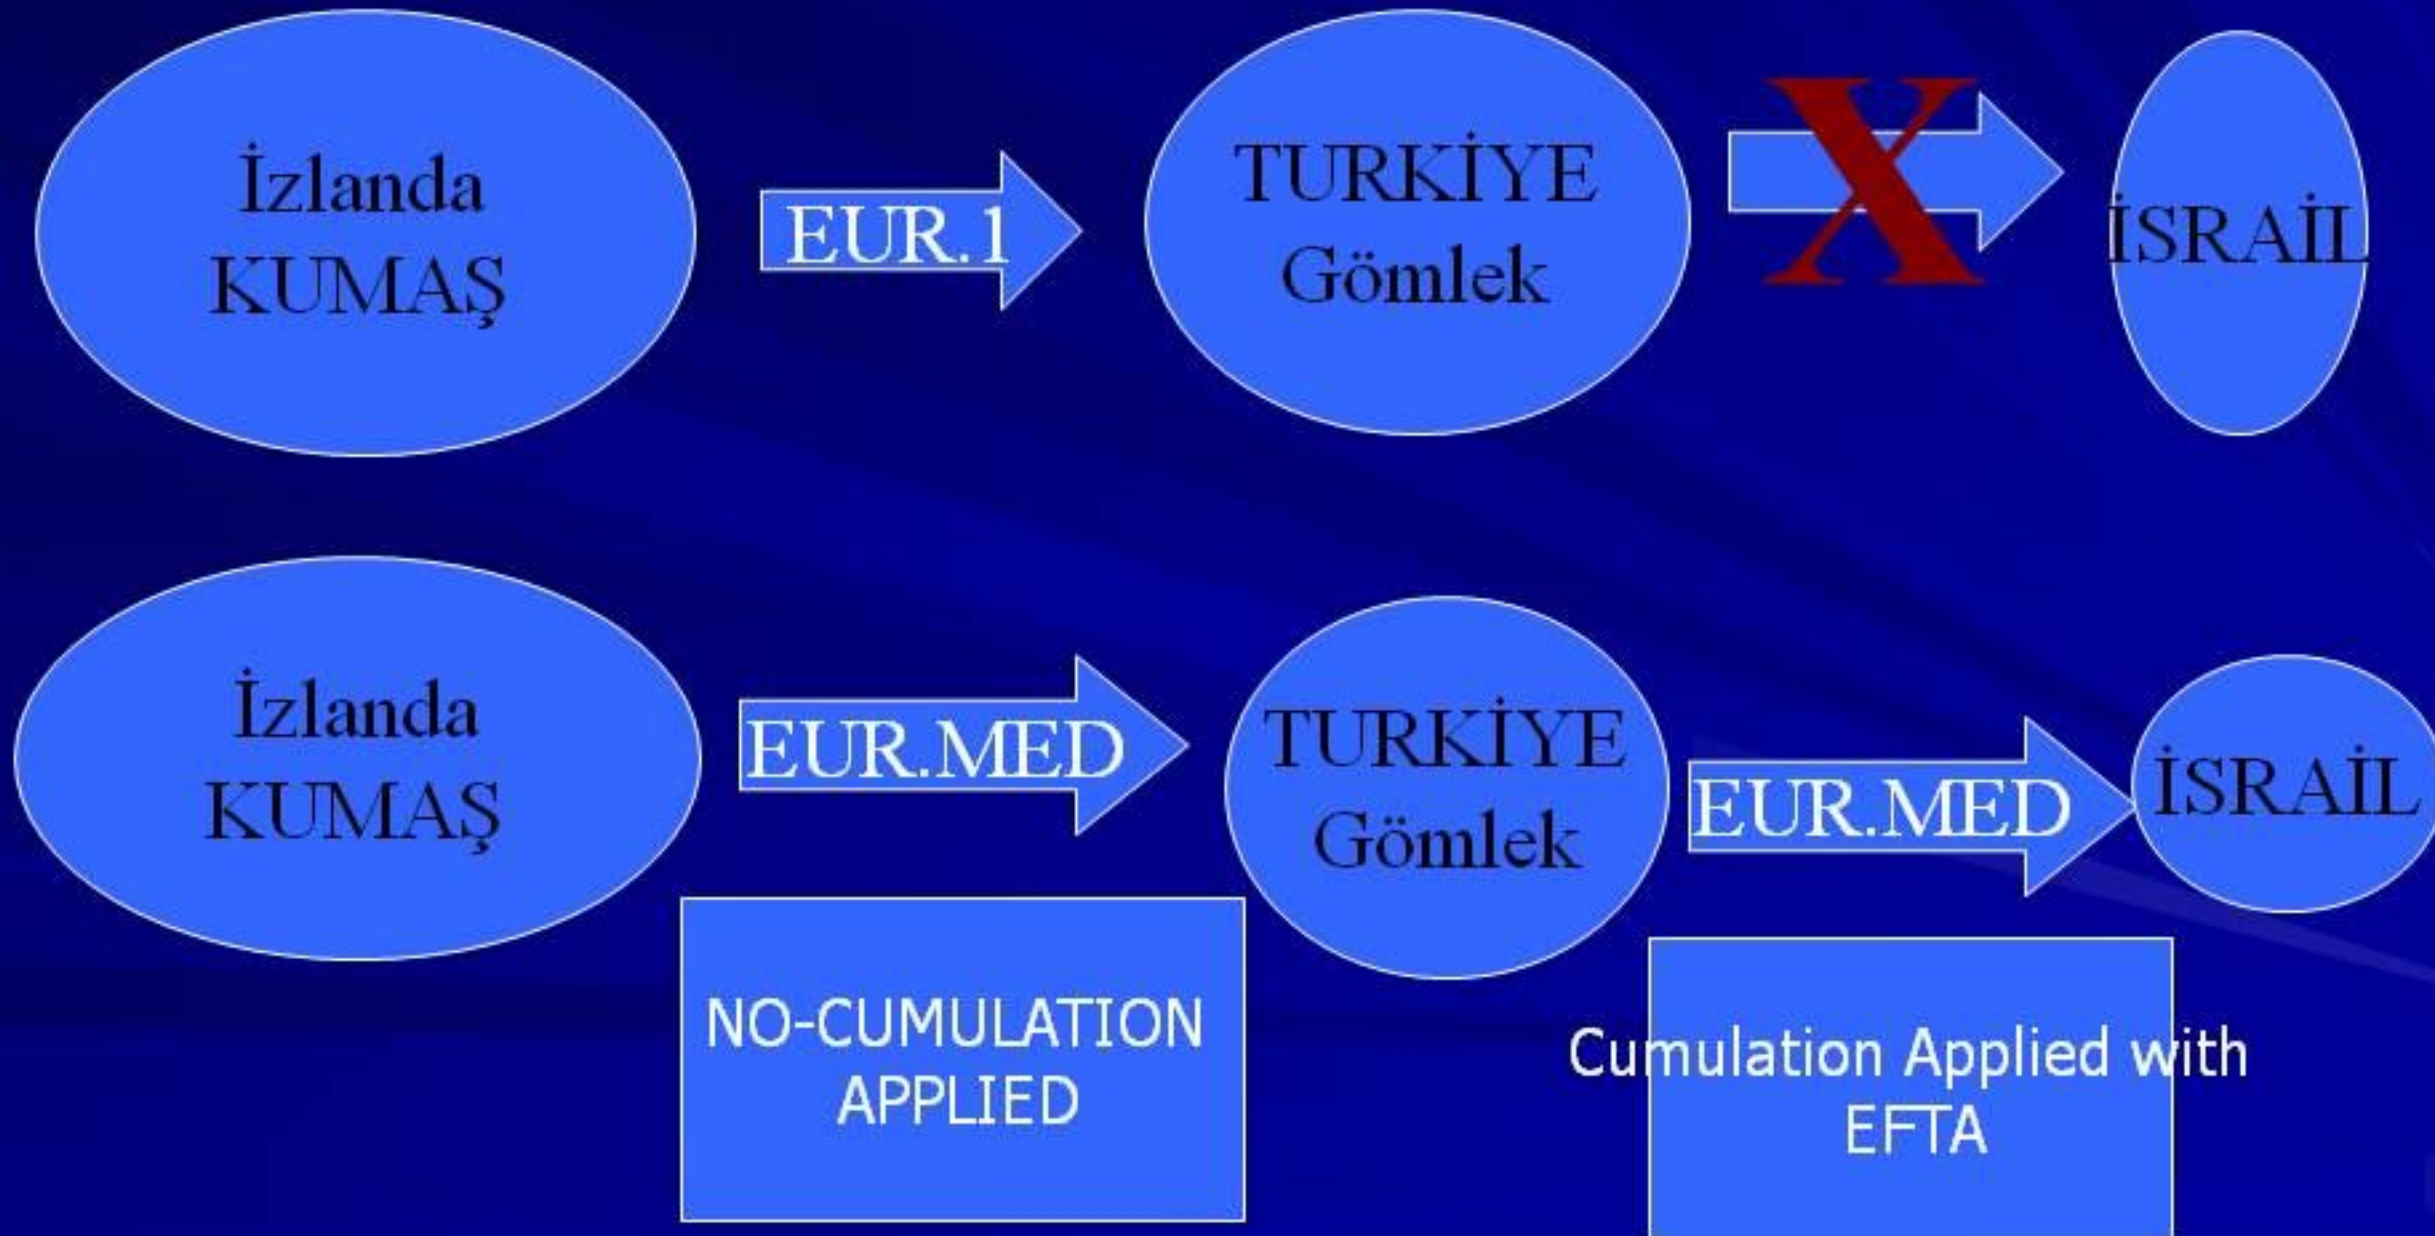 İzlanda
KUMAŞ
EUR.1
TURKİYE
Gömlek
X
İSRAİL
İzlanda
KUMAŞ
EUR.MED
TURKİYE
Gömlek
EUR.MED
İSRAİL
NO-CUMULATION
APPLIED
Cumulation Applied with
EFTA